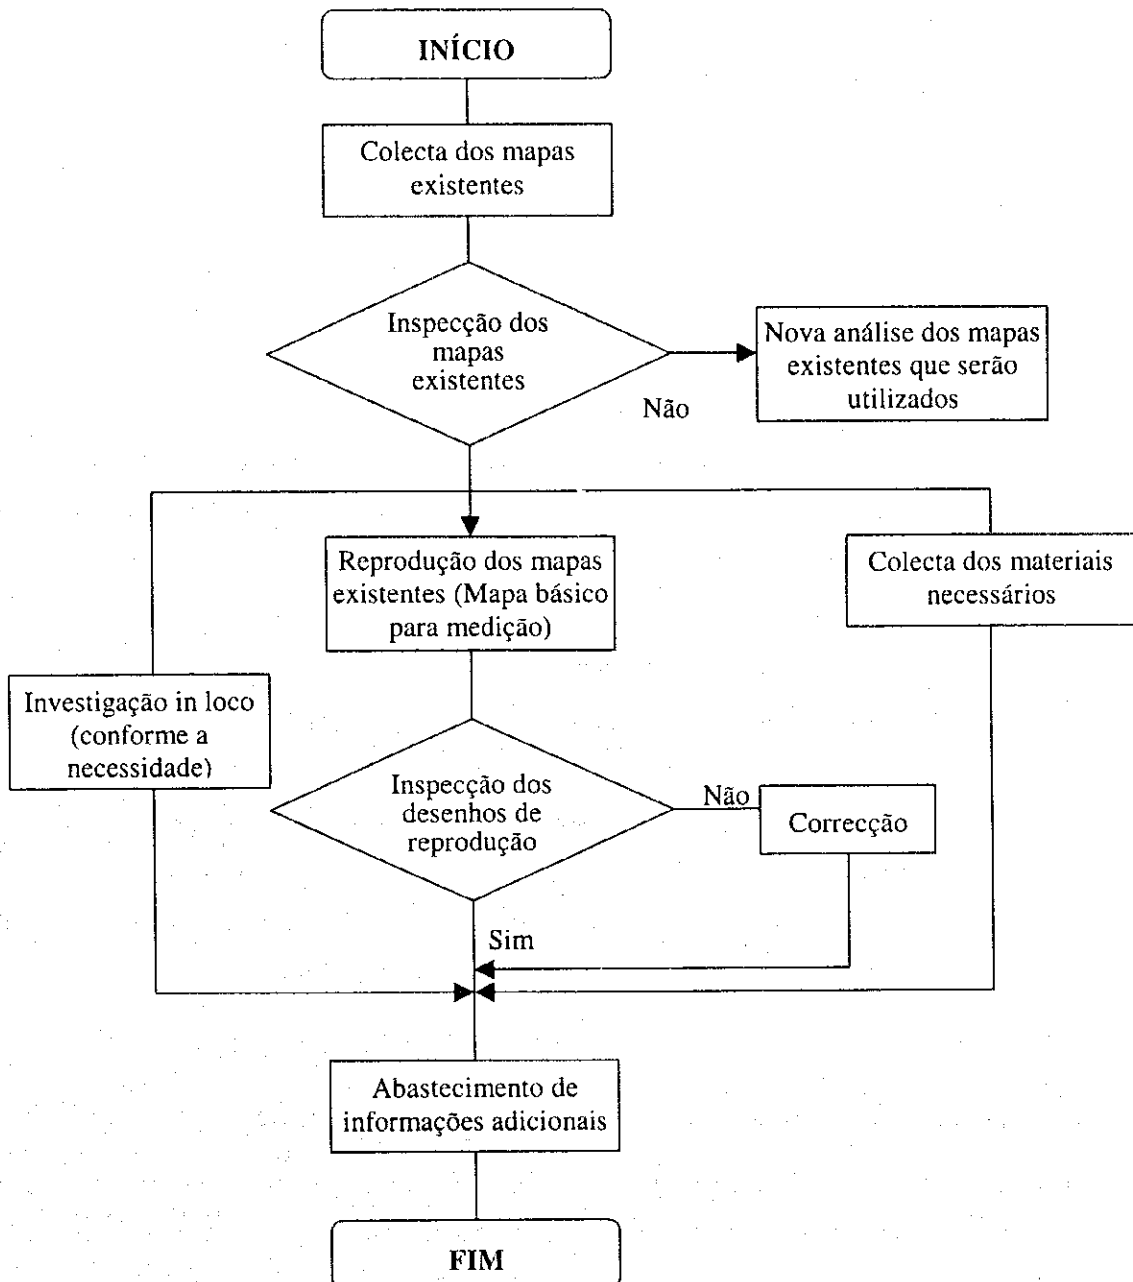 INÍCIO
Colecta dos mapas
existentes
Inspecção dos
mapas
existentes
Não
Nova análise dos mapas
existentes que serão
utilizados
Reprodução dos mapas
existentes (Mapa básico
para medição)
Colecta dos materiais
necessários
Investigação in loco
(conforme a
necessidade)
Inspecção dos
desenhos de
reprodução
Não
Correcção
Sim
Abastecimento de
informações adicionais
FIM